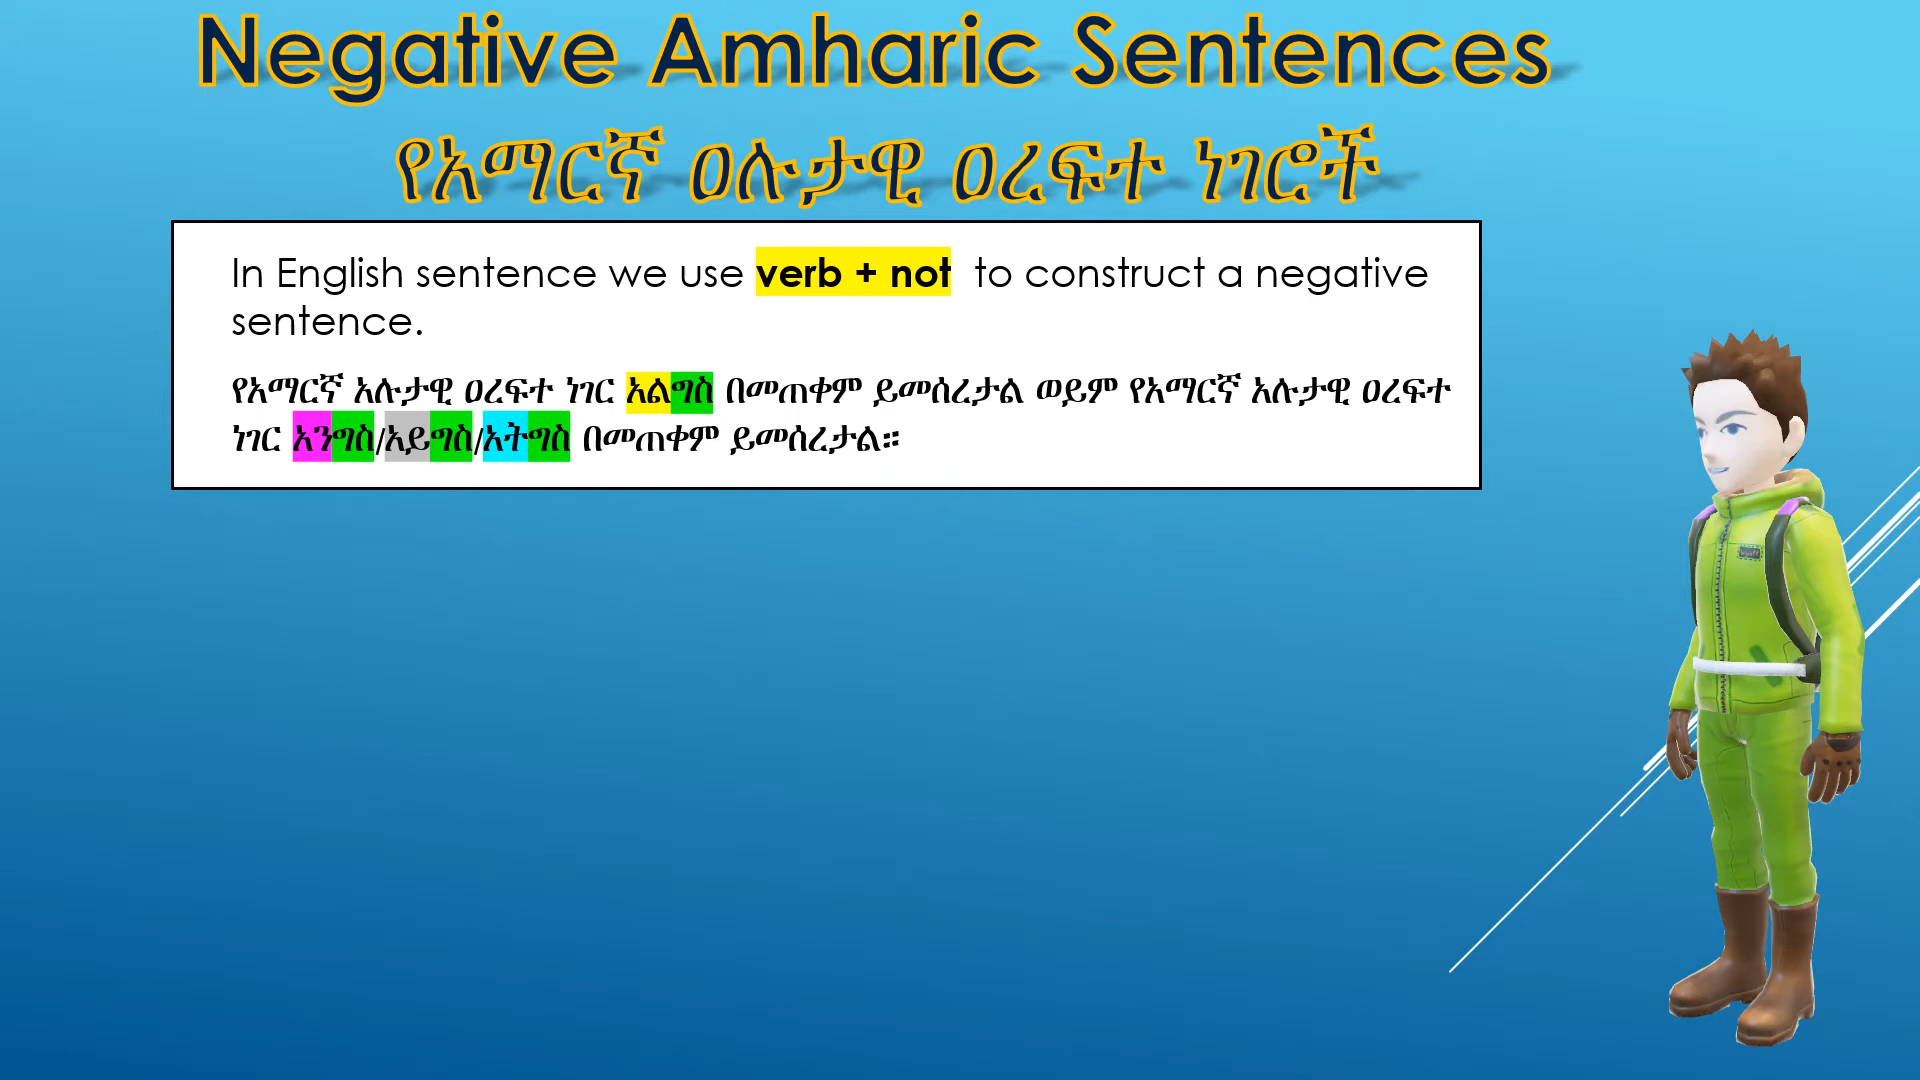 Negative Amharic Sentences
የአማርኛ ዐሉታዊ ዐረፍተ ነገሮች
In English sentence we use verb + not to construct a negative
sentence.
የአማርኛ አሉታዊ ዐረፍተ ነገር አልግስ በመጠቀም ይመሰረታል ወይም የአማርኛ አሉታዊ ዐረፍተ
ነገር አንግስ/አይግስ/አትግስ በመጠቀም ይመሰረታል።